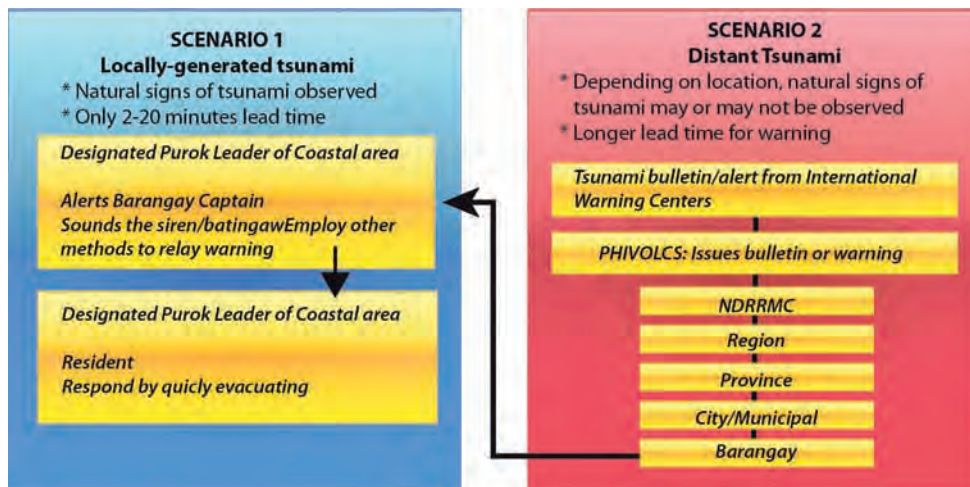 SCENARIO 1
Locally-generated tsunami
* Natural signs of tsunami observed
* Only 2-20 minutes lead time
Designated Purok Leader of Coastal area
Alerts Barangay Captain
Sounds the siren/batingawEmploy other
methods to relay warning
Designated Purok Leader of Coastal area
Resident
Respond by quicly evacuating
SCENARIO 2
Distant Tsunami
* Depending on location, natural signs of
tsunami may or may not be observed
* Longer lead time for warning
Tsunami bulletin/alert from International
Warning Centers
PHIVOLCS: Issues bulletin or warning
NDRRMC
Region
Province
City/Municipal
Barangay